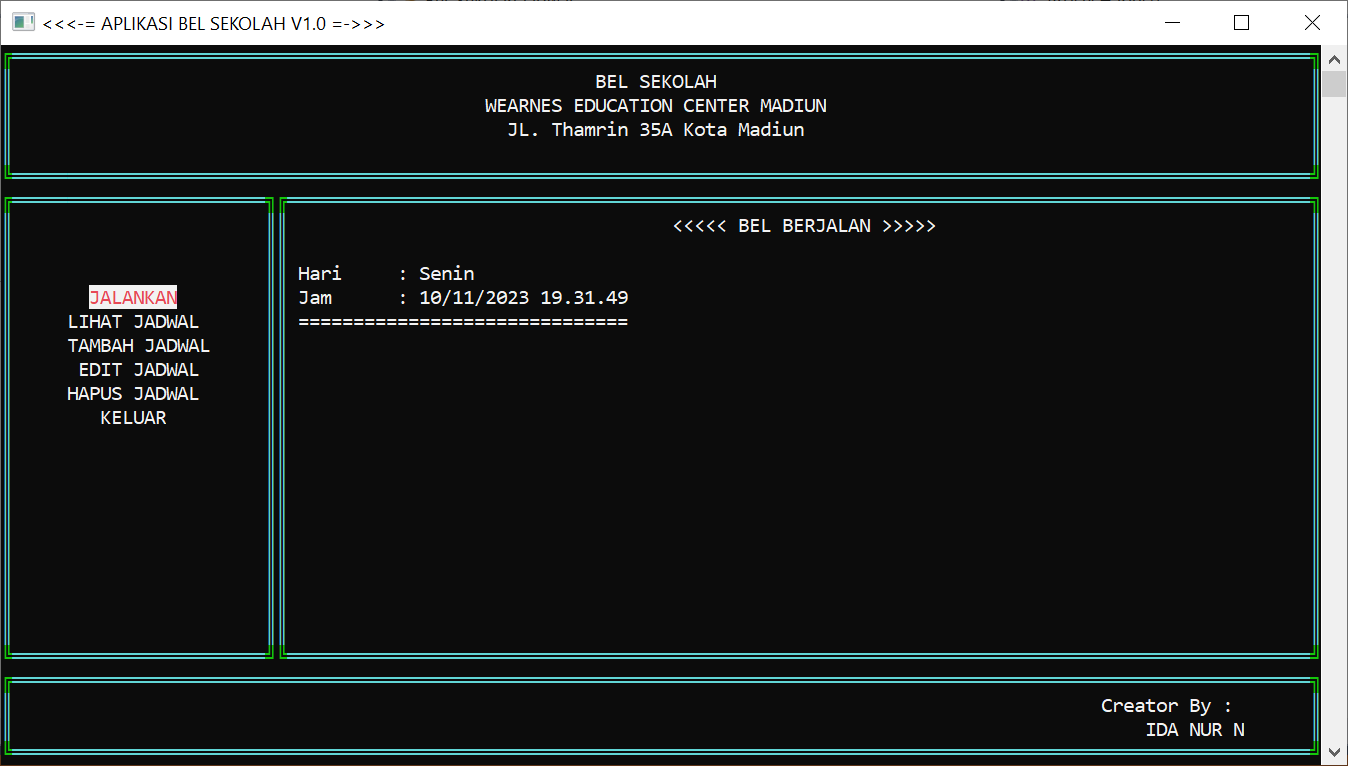 <<<-= APLIKASI BEL SEKOLAH V1.0 =->>>
BEL SEKOLAH
WEARNES EDUCATION CENTER MADIUN
JL. Thamrin 35A Kota Madiun
JALANKAN
LIHAT JADWAL
TAMBAH JADWAL
EDIT JADWAL
HAPUS JADWAL
KELUAR
<<<<< BEL BERJALAN >>>>>
Hari : Senin
Jam : 10/11/2023 19.31.49
==============================
Creator By :
IDA NUR N